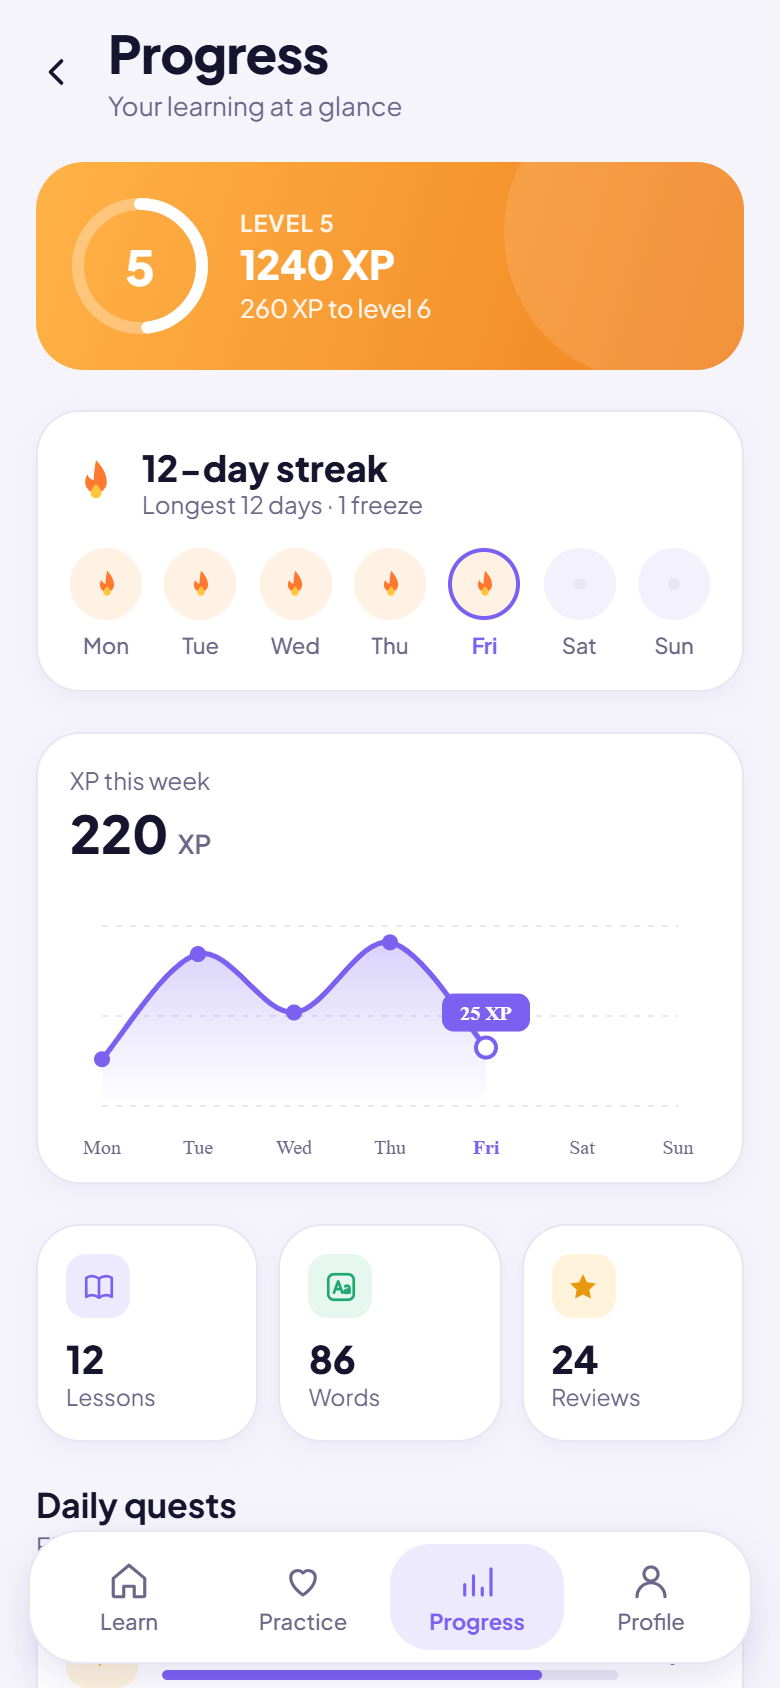 Progress
Your learning at a glance
5
LEVEL 5
1240 XP
260 XP to level 6
12-day streak
Longest 12 days · 1 freeze
Mon Tue Wed Thu Fri Sat Sun
XP this week
220 XP
25 XP
Mon Tue Wed Thu Fri Sat Sun
Aa
12
Lessons
86
Words
24
Reviews
Daily quests
Learn Practice Progress Profile